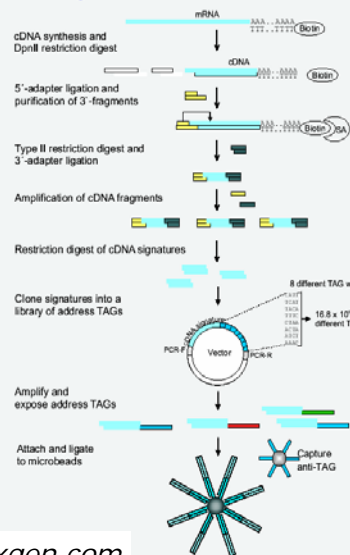 mRNA
AAA...AAA
Biotin
cDNA synthesis and
DpnII restriction digest
cDNA
Biotin
5´-adapter ligation and
purification of 3´-fragments
Biotin
SA
Type II restriction digest and
3´-adapter ligation
Amplification of cDNA fragments
Restriction digest of cDNA signatures
8 different TAG w
Clone signatures into a
library of address TAGs
16.8 x 10
different T
cDNA signature
PCR-F
Vector
PCR-R
Amplify and
expose address TAGs
Attach and ligate
to microbeads
Capture
anti-TAG